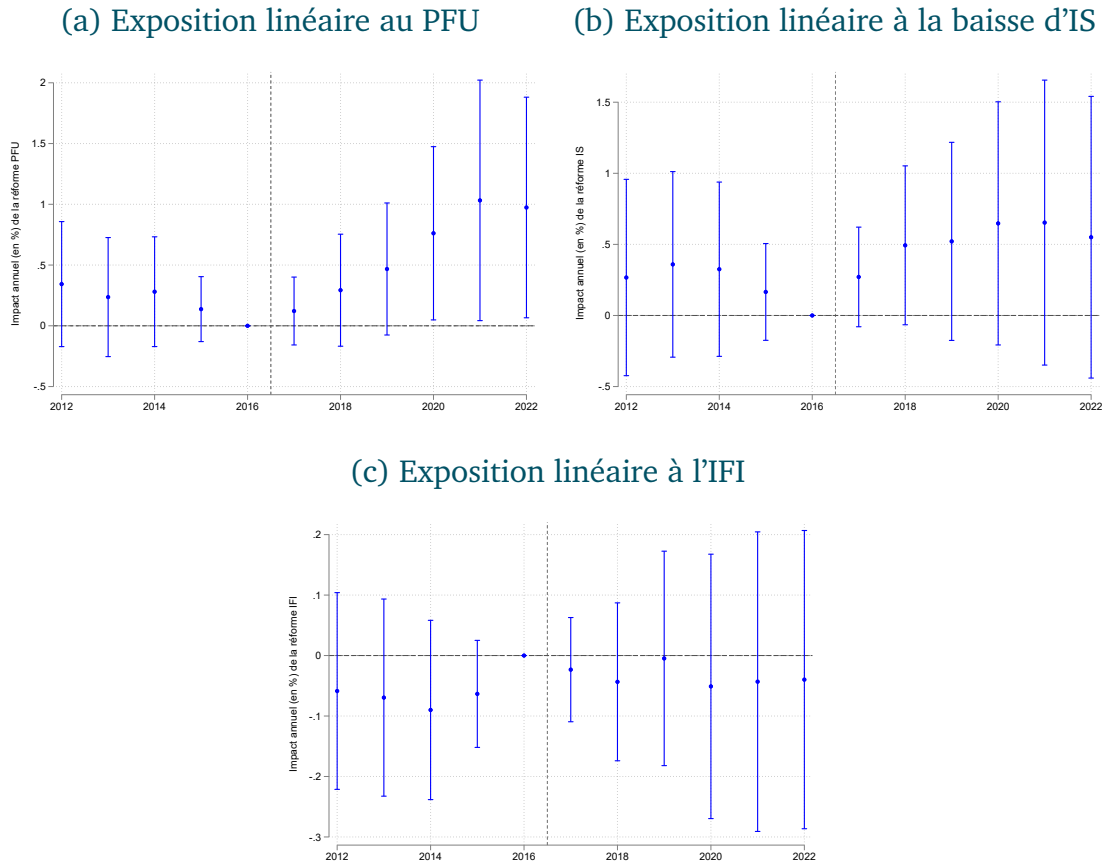 (a) Exposition linéaire au PFU
Impact annuel (en %) de la réforme PFU
2
1.5
1
.5
0
-.5
2012 2014 2016 2018 2020 2022
(b) Exposition linéaire à la baisse d'IS
Impact annuel (en %) de la réforme IS
1.5
1
.5
0
-.5
2012 2014 2016 2018 2020 2022
(c) Exposition linéaire à l'IFI
Impact annuel (en %) de la réforme IFI
.2
.1
0
-.1
-.2
-.3
2012 2014 2016 2018 2020 2022